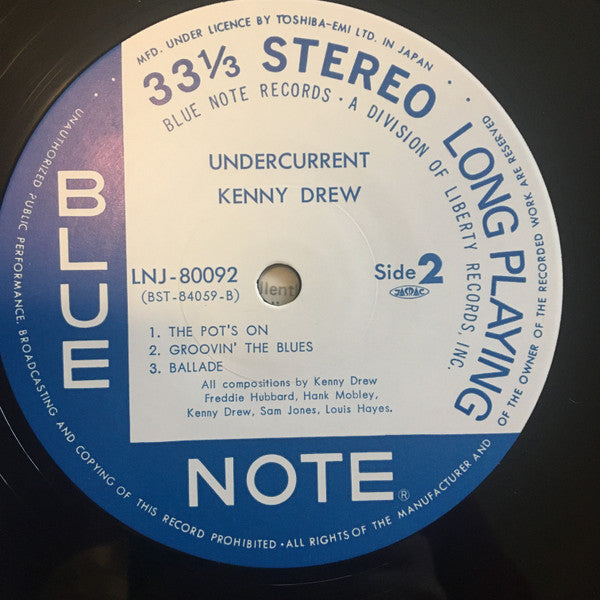 MFD. UNDER LICENCE BY TOSHIBA-EMI LTD. IN JAPAN
33⅓ STEREO LONG PLAYING
BLUE NOTE RECORDS · A DIVISION OF LIBERTY RECORDS, INC.
UNDERCURRENT
KENNY DREW
LNJ-80092
(BST-84059-B)
Side 2
JASRAC
1. THE POT'S ON
2. GROOVIN' THE BLUES
3. BALLADE
All compositions by Kenny Drew
Freddie Hubbard, Hank Mobley,
Kenny Drew, Sam Jones, Louis Hayes.
BLUE
NOTE®
UNAUTHORIZED PUBLIC PERFORMANCE, BROADCASTING AND COPYING OF THIS RECORD PROHIBITED · ALL RIGHTS OF THE MANUFACTURER AND OF THE OWNER OF THE RECORDED WORK ARE RESERVED